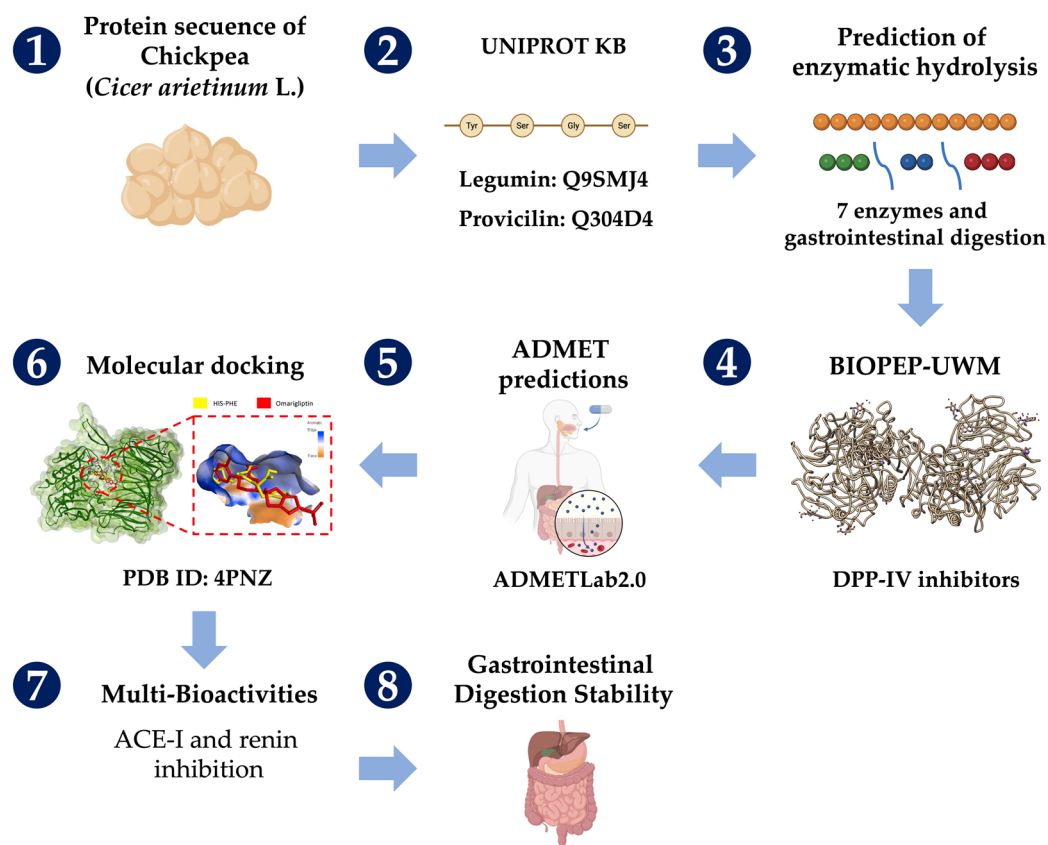 1
Protein secuence of
Chickpea
(Cicer arietinum L.)
2
UNIPROT KB
Tyr
Ser
Gly
Ser
Legumin: Q9SMJ4
Provicilin: Q304D4
3
Prediction of
enzymatic hydrolysis
7 enzymes and
gastrointestinal digestion
4
BIOPEP-UWM
DPP-IV inhibitors
5
ADMET
predictions
ADMETLab2.0
6
Molecular docking
HIS-PHE
Omarigliptin
Aromatic
Edge
Face
PDB ID: 4PNZ
7
Multi-Bioactivities
ACE-I and renin
inhibition
8
Gastrointestinal
Digestion Stability